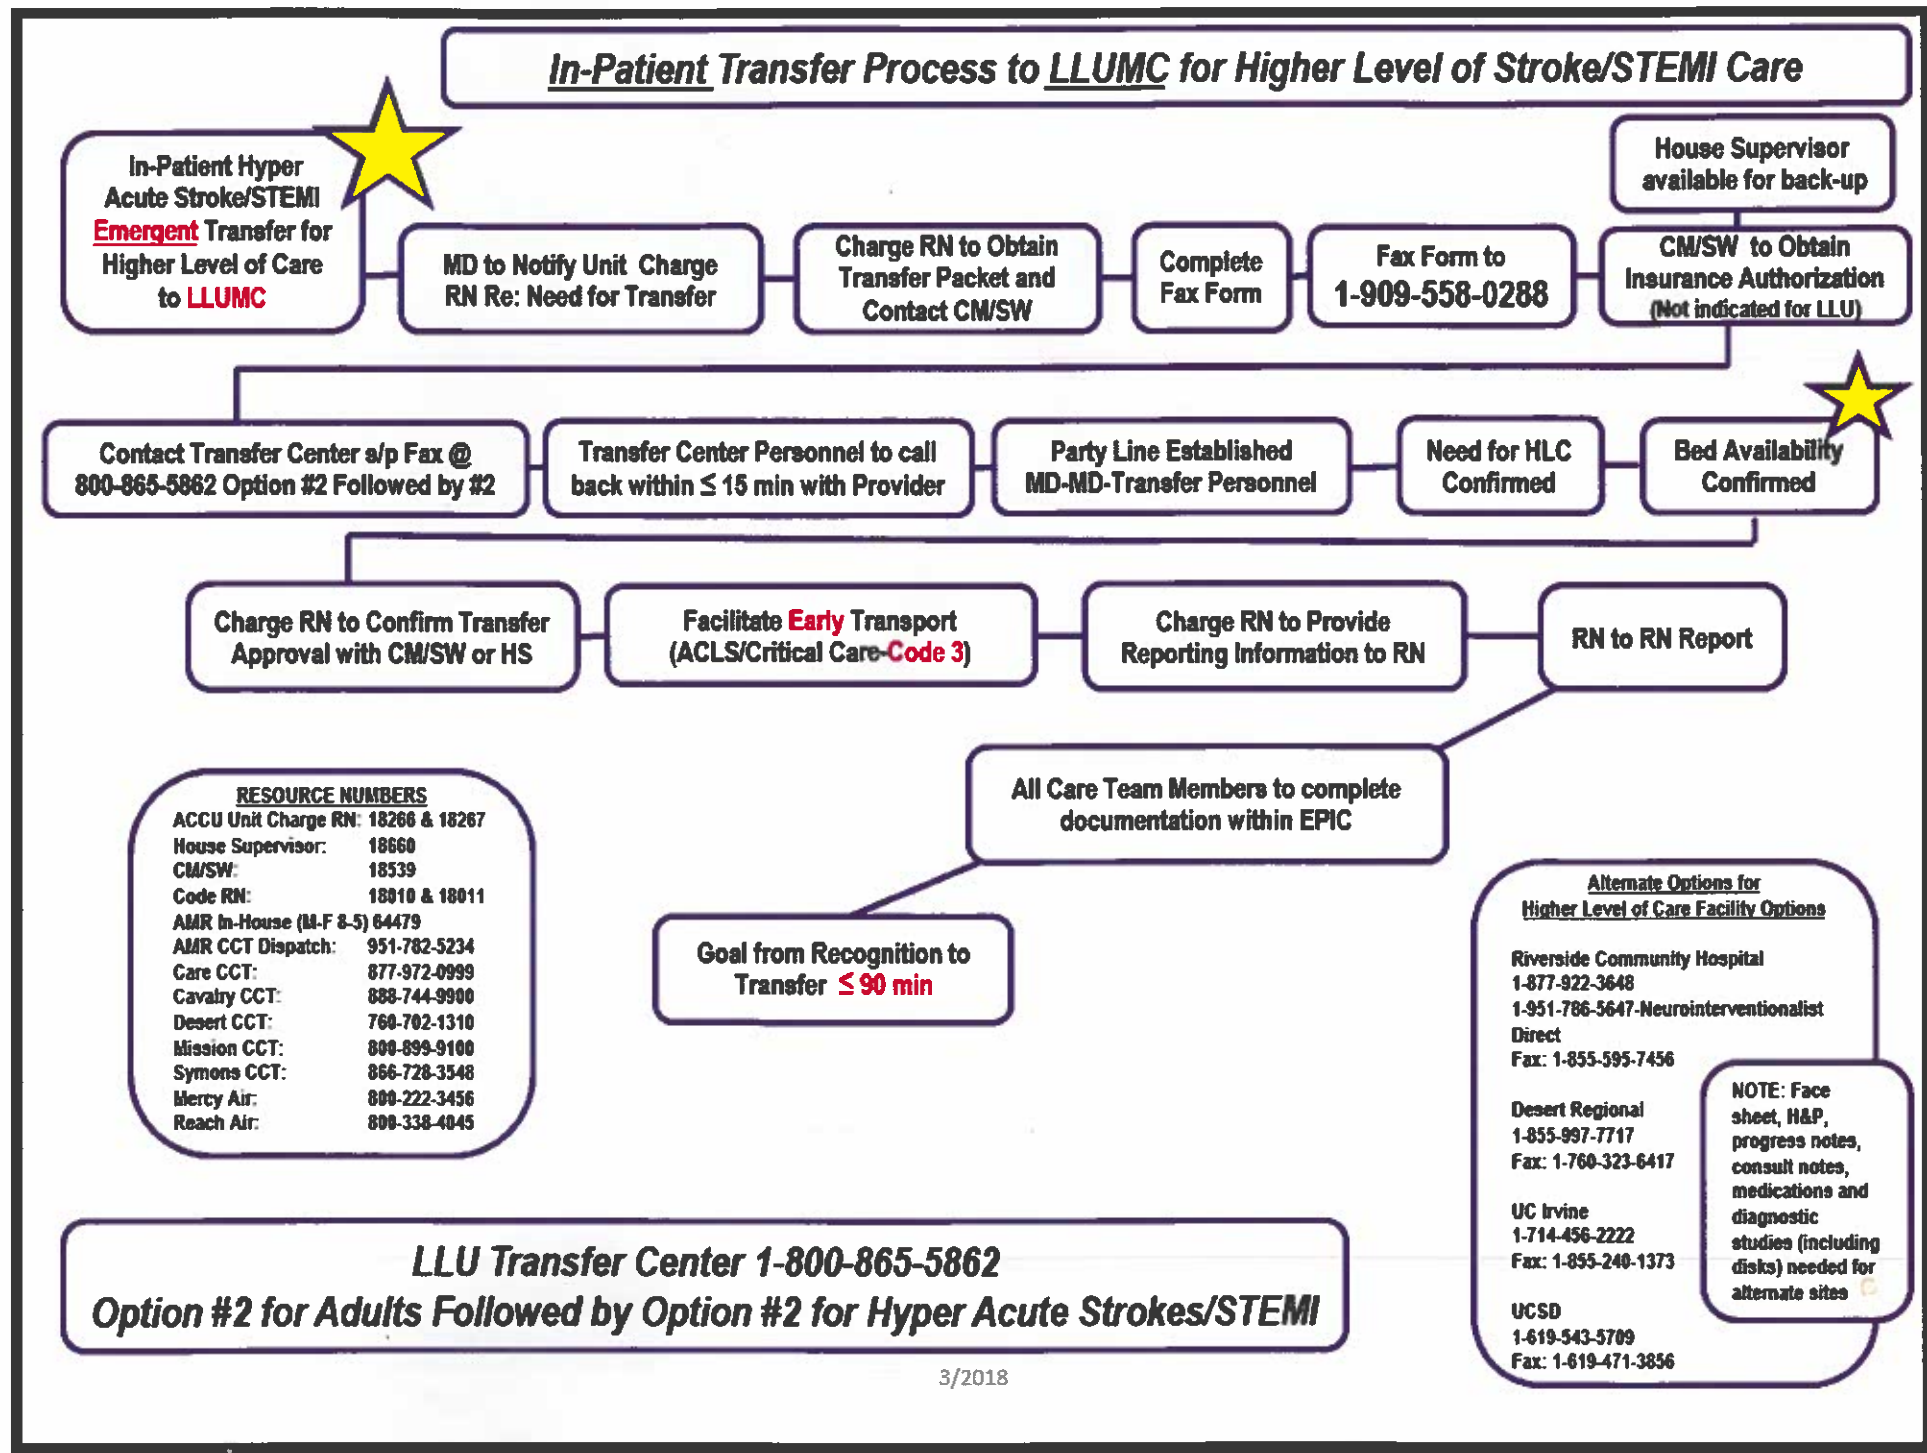 In-Patient Transfer Process to LLUMC for Higher Level of Stroke/STEMI Care
In-Patient Hyper
Acute Stroke/STEMI
Emergent Transfer for
Higher Level of Care
to LLUMC
MD to Notify Unit Charge
RN Re: Need for Transfer
Charge RN to Obtain
Transfer Packet and
Contact CM/SW
Complete
Fax Form
Fax Form to
1-909-558-0288
House Supervisor
available for back-up
CM/SW to Obtain
Insurance Authorization
(Not indicated for LLU)
Contact Transfer Center s/p Fax @
800-865-5862 Option #2 Followed by #2
Transfer Center Personnel to call
back within ≤ 15 min with Provider
Party Line Established
MD-MD-Transfer Personnel
Need for HLC
Confirmed
Bed Availability
Confirmed
Charge RN to Confirm Transfer
Approval with CM/SW or HS
Facilitate Early Transport
(ACLS/Critical Care-Code 3)
Charge RN to Provide
Reporting Information to RN
RN to RN Report
All Care Team Members to complete
documentation within EPIC
Goal from Recognition to
Transfer ≤ 90 min
RESOURCE NUMBERS
ACCU Unit Charge RN: 18266 & 18267
House Supervisor: 18660
CM/SW: 18539
Code RN: 18010 & 18011
AMR In-House (M-F 8-5) 64479
AMR CCT Dispatch: 951-782-5234
Care CCT: 877-972-0999
Cavalry CCT: 888-744-9900
Desert CCT: 760-702-1310
Mission CCT: 800-899-9100
Symons CCT: 866-728-3548
Mercy Air: 800-222-3456
Reach Air: 800-338-4045
Alternate Options for
Higher Level of Care Facility Options
Riverside Community Hospital
1-877-922-3648
1-951-786-5647-Neurointerventionalist
Direct
Fax: 1-855-595-7456
Desert Regional
1-855-997-7717
Fax: 1-760-323-6417
UC Irvine
1-714-456-2222
Fax: 1-855-240-1373
UCSD
1-619-543-5709
Fax: 1-619-471-3856
NOTE: Face
sheet, H&P,
progress notes,
consult notes,
medications and
diagnostic
studies (including
disks) needed for
alternate sites
LLU Transfer Center 1-800-865-5862
Option #2 for Adults Followed by Option #2 for Hyper Acute Strokes/STEMI
3/2018